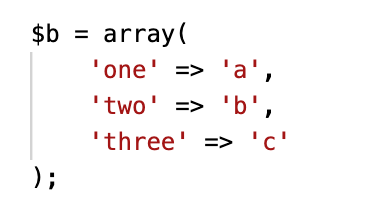 $b = array(
    'one' => 'a',
    'two' => 'b',
    'three' => 'c'
);